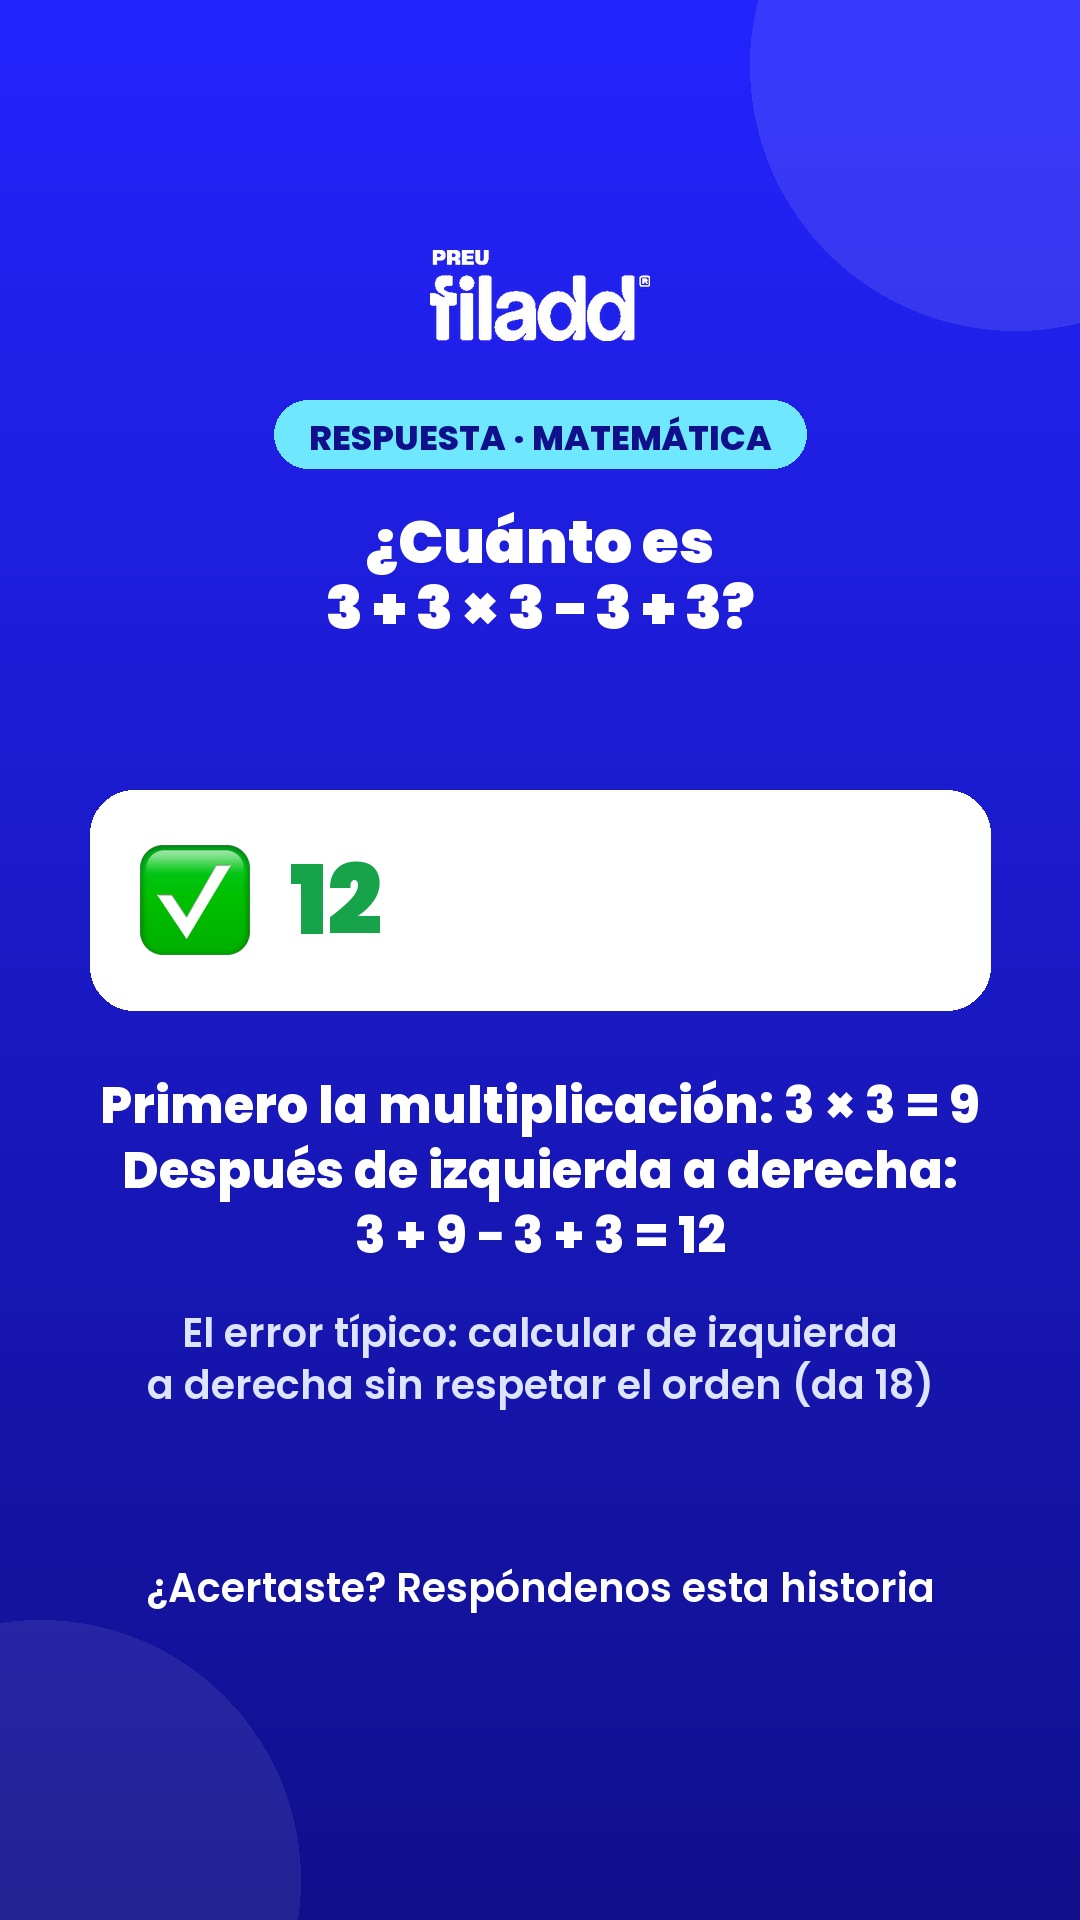 PREU
filadd®
RESPUESTA · MATEMÁTICA
¿Cuánto es
3 + 3 × 3 – 3 + 3?
12
Primero la multiplicación: 3 × 3 = 9
Después de izquierda a derecha:
3 + 9 – 3 + 3 = 12
El error típico: calcular de izquierda
a derecha sin respetar el orden (da 18)
¿Acertaste? Respóndenos esta historia